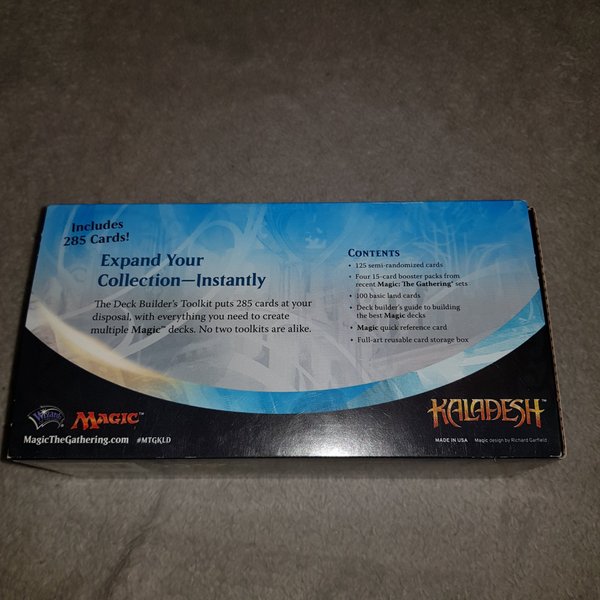 Includes
285 Cards!
Expand Your
Collection—Instantly
The Deck Builder's Toolkit puts 285 cards at your
disposal, with everything you need to create
multiple Magic™ decks. No two toolkits are alike.
CONTENTS
• 125 semi-randomized cards
• Four 15-card booster packs from
recent Magic: The Gathering® sets
• 100 basic land cards
• Deck builder's guide to building
the best Magic decks
• Magic quick reference card
• Full-art reusable card storage box
Wizards
MAGIC™
MagicTheGathering.com #MTGKLD
KALADESH™
MADE IN USA Magic design by Richard Garfield